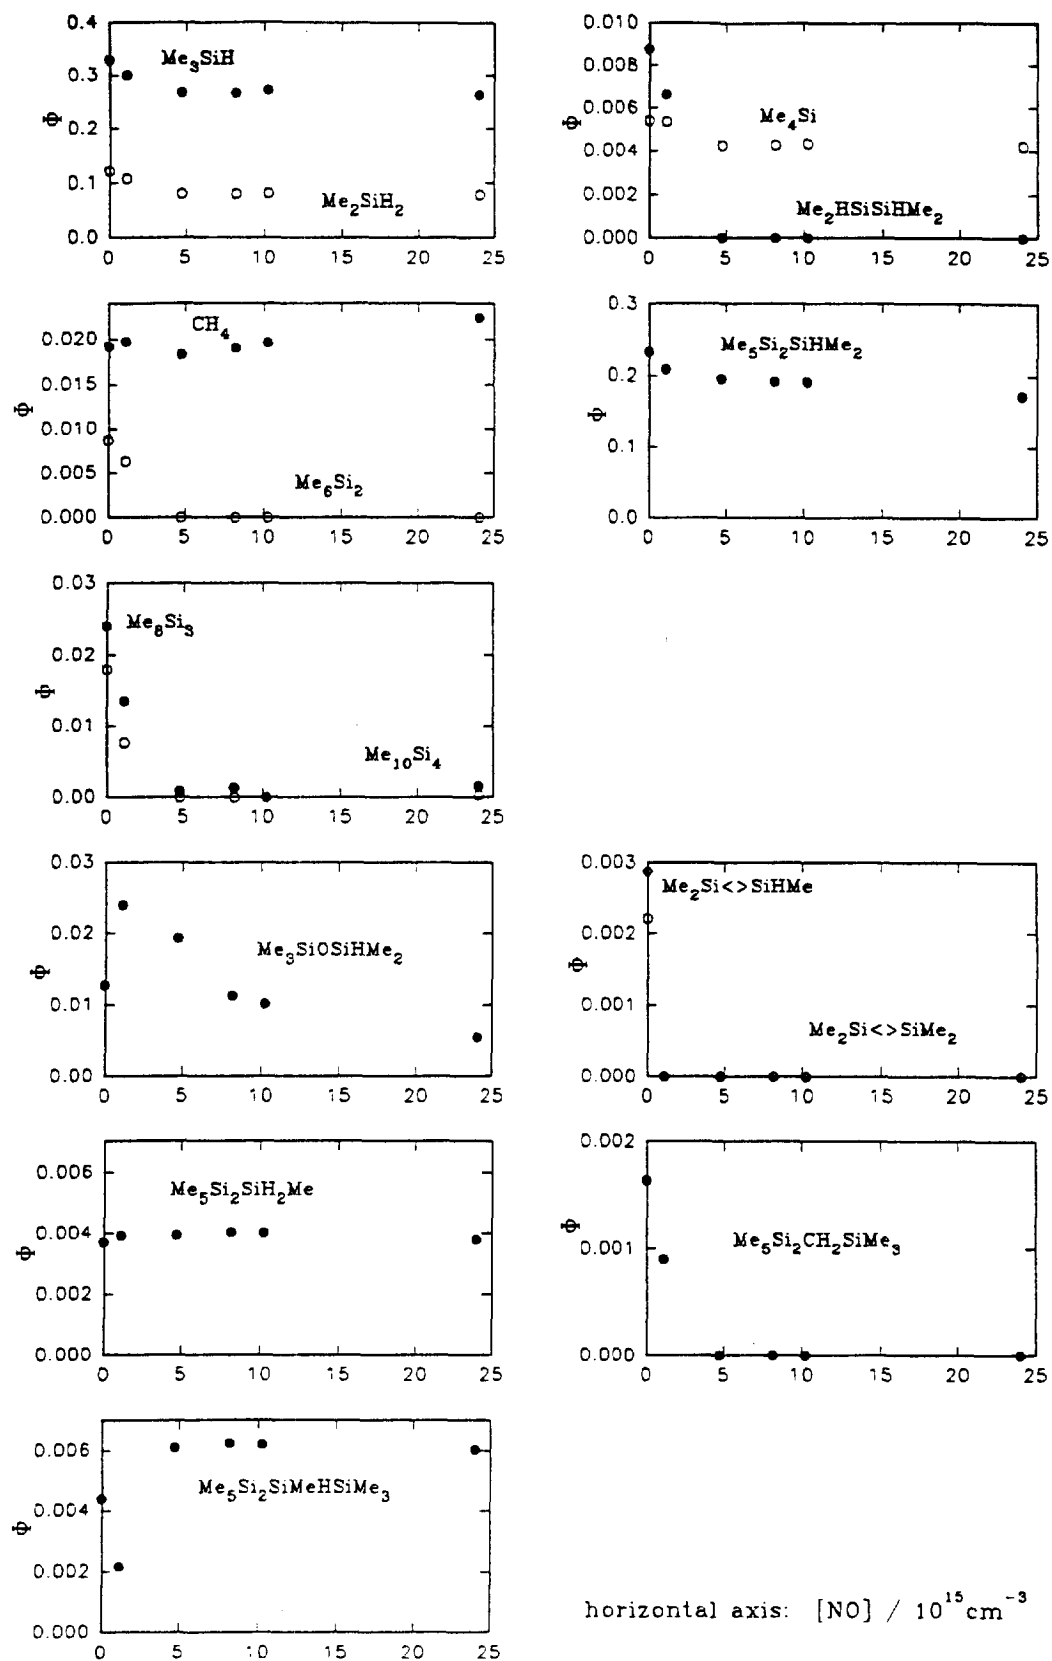 0.4
0.3
0.2
0.1
0.0
Φ
Me₃SiH
Me₂SiH₂
0 5 10 15 20 25
0.010
0.008
0.006
0.004
0.002
0.000
Φ
Me₄Si
Me₂HSiSiHMe₂
0 5 10 15 20 25
0.020
0.015
0.010
0.005
0.000
Φ
CH₄
Me₆Si₂
0 5 10 15 20 25
0.3
0.2
0.1
0.0
Φ
Me₅Si₂SiHMe₂
0 5 10 15 20 25
0.03
0.02
0.01
0.00
Φ
Me₈Si₃
Me₁₀Si₄
0 5 10 15 20 25
0.03
0.02
0.01
0.00
Φ
Me₃SiOSiHMe₂
0 5 10 15 20 25
0.003
0.002
0.001
0.000
Φ
Me₂Si<>SiHMe
Me₂Si<>SiMe₂
0 5 10 15 20 25
0.006
0.004
0.002
0.000
Φ
Me₅Si₂SiH₂Me
0 5 10 15 20 25
0.002
0.001
0.000
Φ
Me₅Si₂CH₂SiMe₃
0 5 10 15 20 25
0.006
0.004
0.002
0.000
Φ
Me₅Si₂SiMeHSiMe₃
0 5 10 15 20 25
horizontal axis: [NO] / 10¹⁵cm⁻³